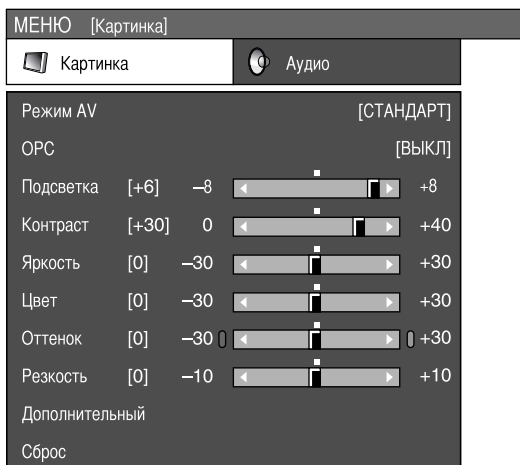 МЕНЮ [Картинка]
Картинка Аудио
Режим AV [СТАНДАРТ]
OPC [ВЫКЛ]
Подсветка [+6] –8 +8
Контраст [+30] 0 +40
Яркость [0] –30 +30
Цвет [0] –30 +30
Оттенок [0] –30 +30
Резкость [0] –10 +10
Дополнительный
Сброс